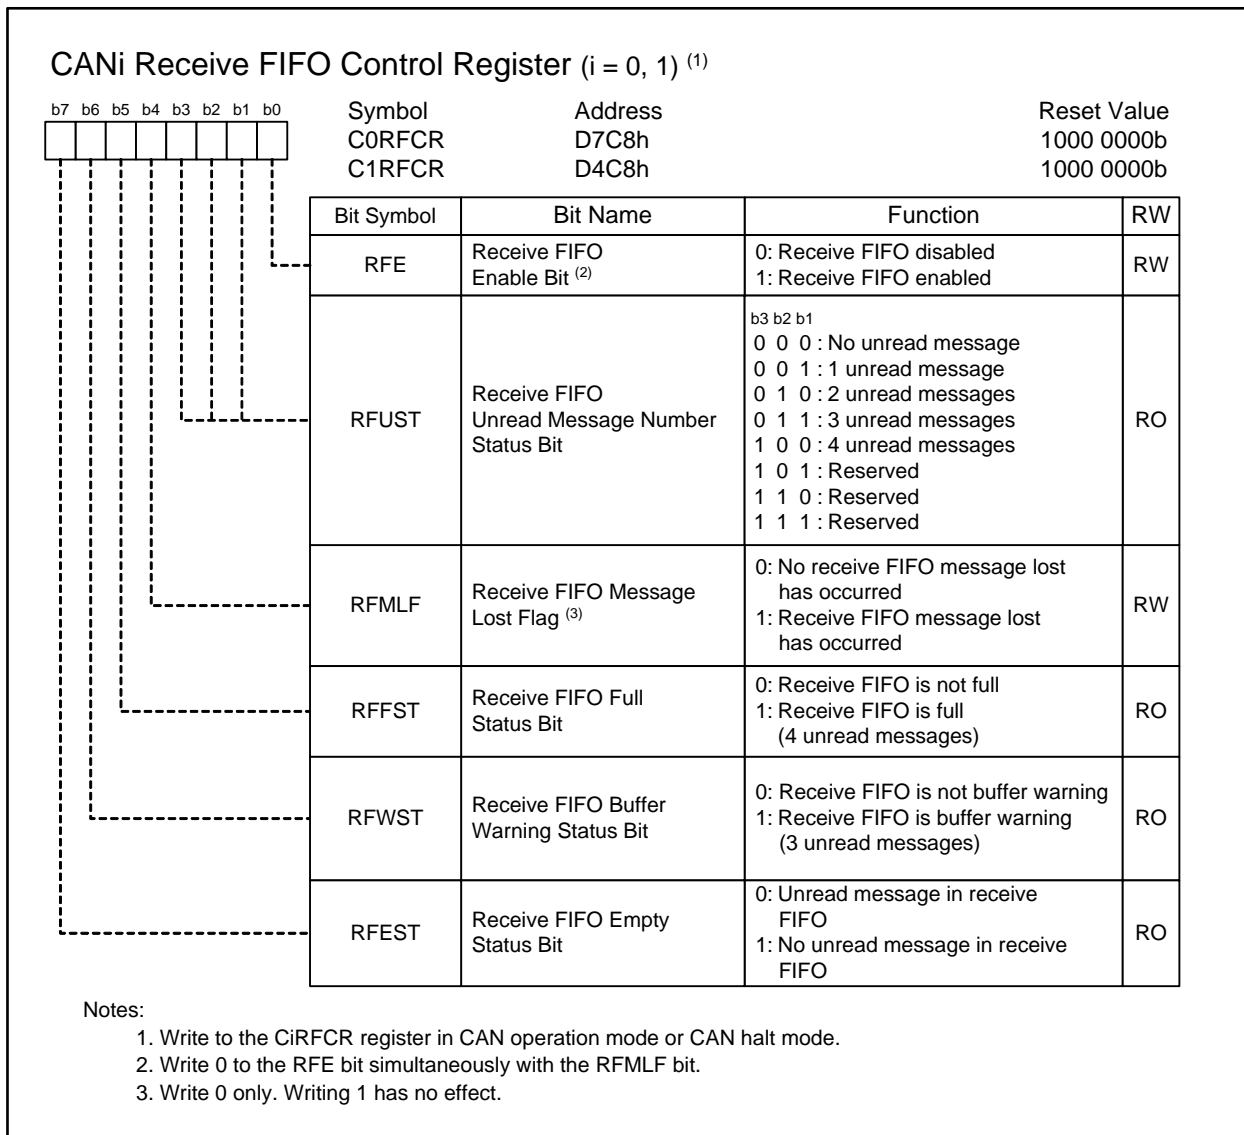 CANi Receive FIFO Control Register (i = 0, 1) (1)
b7 b6 b5 b4 b3 b2 b1 b0
Symbol Address Reset Value
C0RFCR D7C8h 1000 0000b
C1RFCR D4C8h 1000 0000b
Bit Symbol Bit Name Function RW
RFE
Receive FIFO
Enable Bit (2)
0: Receive FIFO disabled
1: Receive FIFO enabled
RW
RFUST
Receive FIFO
Unread Message Number
Status Bit
b3 b2 b1
0 0 0 : No unread message
0 0 1 : 1 unread message
0 1 0 : 2 unread messages
0 1 1 : 3 unread messages
1 0 0 : 4 unread messages
1 0 1 : Reserved
1 1 0 : Reserved
1 1 1 : Reserved
RO
RFMLF
Receive FIFO Message
Lost Flag (3)
0: No receive FIFO message lost
has occurred
1: Receive FIFO message lost
has occurred
RW
RFFST
Receive FIFO Full
Status Bit
0: Receive FIFO is not full
1: Receive FIFO is full
(4 unread messages)
RO
RFWST
Receive FIFO Buffer
Warning Status Bit
0: Receive FIFO is not buffer warning
1: Receive FIFO is buffer warning
(3 unread messages)
RO
RFEST
Receive FIFO Empty
Status Bit
0: Unread message in receive
FIFO
1: No unread message in receive
FIFO
RO
Notes:
1. Write to the CiRFCR register in CAN operation mode or CAN halt mode.
2. Write 0 to the RFE bit simultaneously with the RFMLF bit.
3. Write 0 only. Writing 1 has no effect.